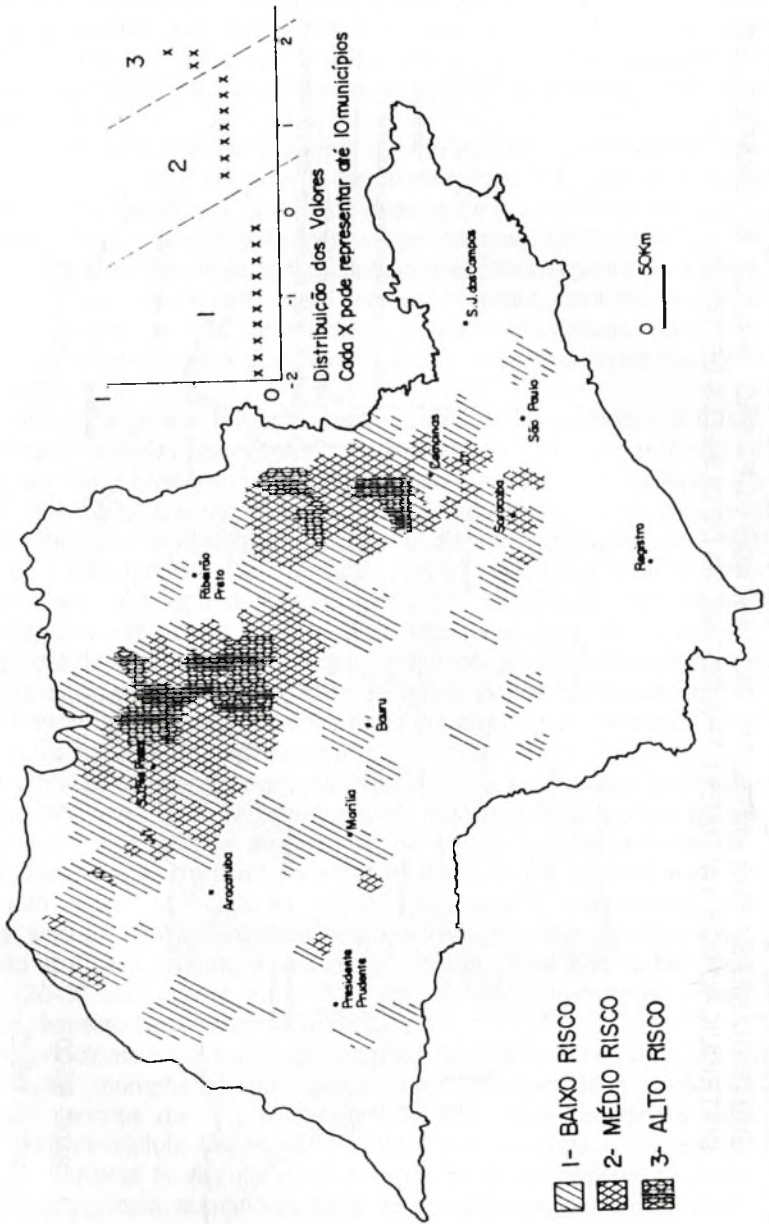 1
0
-2
-1
0
1
2
1
2
3
Distribuição dos Valores
Cada X pode representar até 10 municípios
Ribeirão
Preto
Araçatuba
Presidente
Prudente
Marília
Bauru
Campinas
Sorocaba
São Paulo
S.J. dos Campos
Registro
0 50Km
1- BAIXO RISCO
2- MÉDIO RISCO
3- ALTO RISCO